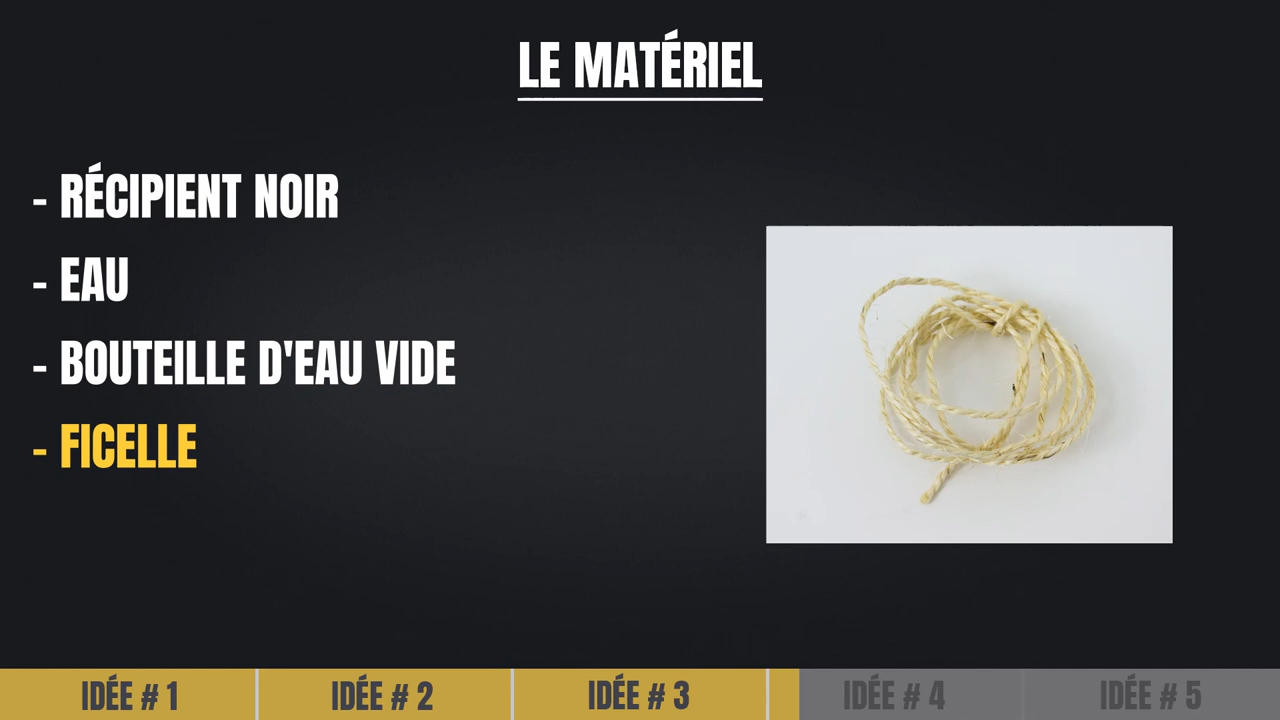 LE MATÉRIEL
- RÉCIPIENT NOIR
- EAU
- BOUTEILLE D'EAU VIDE
- FICELLE
IDÉE # 1
IDÉE # 2
IDÉE # 3
IDÉE # 4
IDÉE # 5